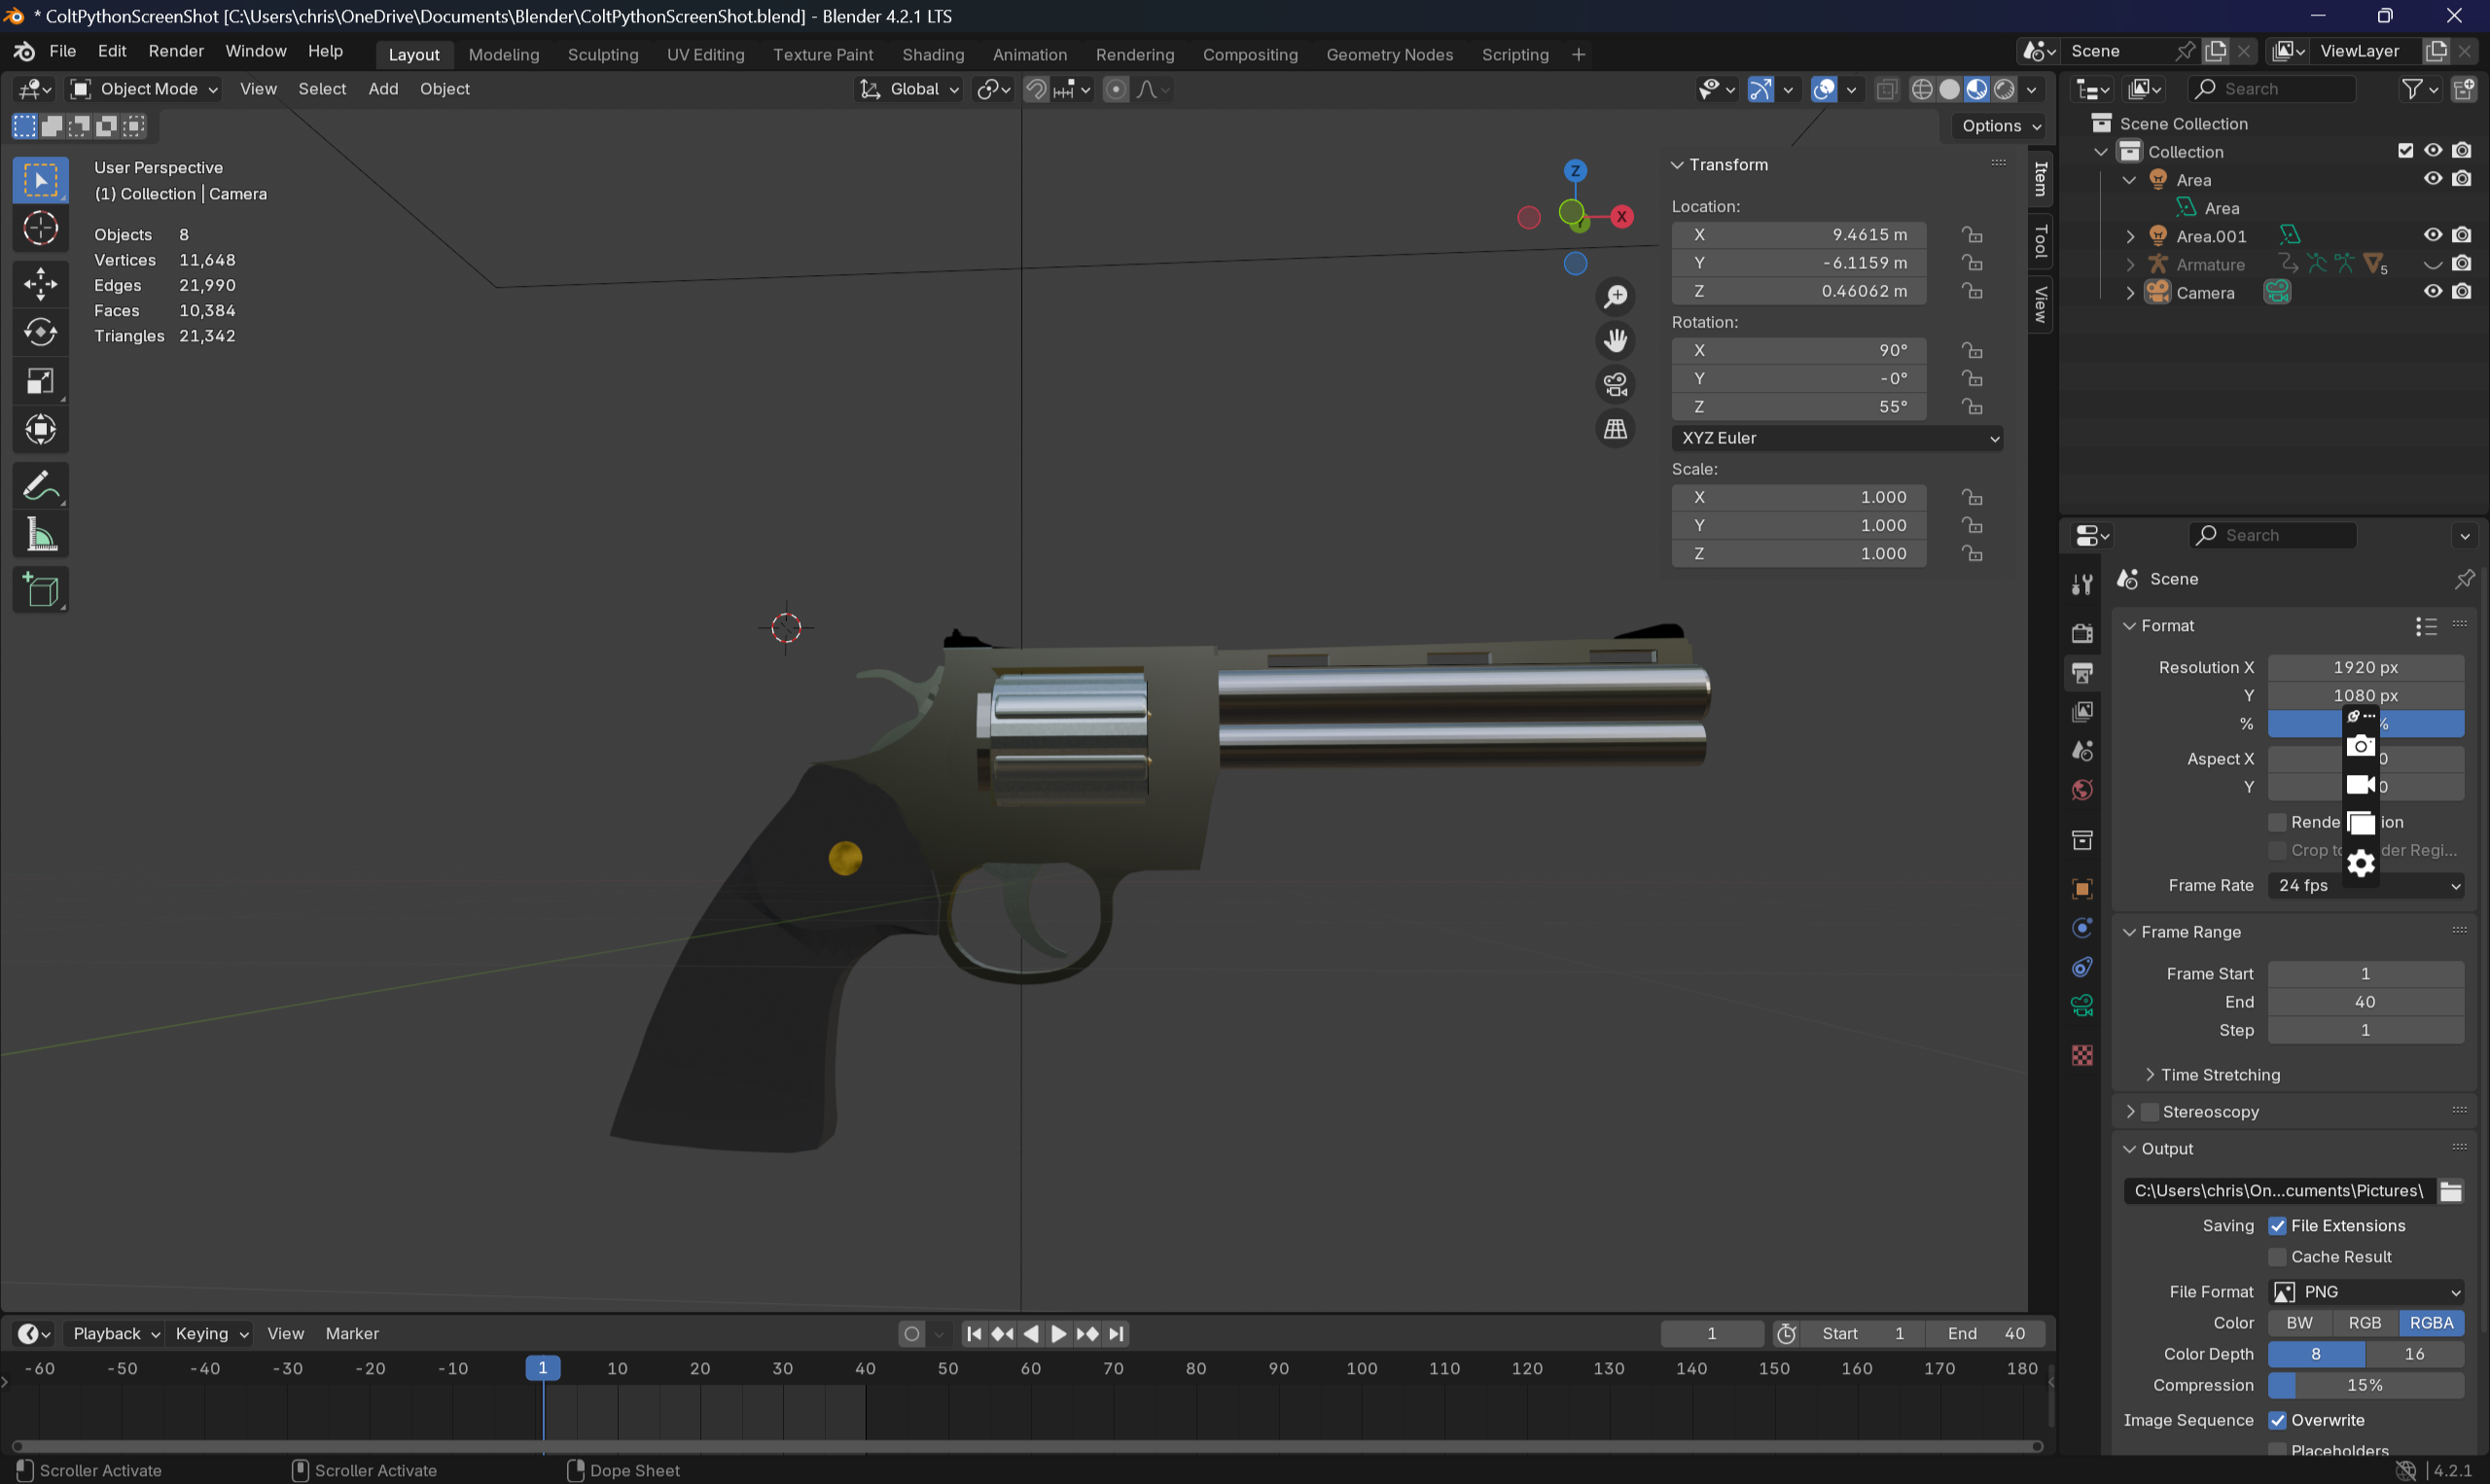 * ColtPythonScreenShot [C:\Users\chris\OneDrive\Documents\Blender\ColtPythonScreenShot.blend] - Blender 4.2.1 LTS
File Edit Render Window Help Layout Modeling Sculpting UV Editing Texture Paint Shading Animation Rendering Compositing Geometry Nodes Scripting + Scene ViewLayer
Object Mode View Select Add Object Global Search
Options
User Perspective
(1) Collection | Camera
Objects 8
Vertices 11,648
Edges 21,990
Faces 10,384
Triangles 21,342
Z
X
Y
Transform
Location:
X 9.4615 m
Y -6.1159 m
Z 0.46062 m
Rotation:
X 90°
Y -0°
Z 55°
XYZ Euler
Scale:
X 1.000
Y 1.000
Z 1.000
Item
Tool
View
Scene Collection
Collection
Area
Area
Area.001
Armature 5
Camera
Search
Scene
Format
Resolution X 1920 px
Y 1080 px
% %
Aspect X 0
Y 0
Rende ion
Crop to der Regi...
Frame Rate 24 fps
Frame Range
Frame Start 1
End 40
Step 1
Time Stretching
Stereoscopy
Output
C:\Users\chris\On...cuments\Pictures\
Saving File Extensions
Cache Result
File Format PNG
Color BW RGB RGBA
Color Depth 8 16
Compression 15%
Image Sequence Overwrite
Placeholders
Playback Keying View Marker 1 Start 1 End 40
-60 -50 -40 -30 -20 -10 1 10 20 30 40 50 60 70 80 90 100 110 120 130 140 150 160 170 180
Scroller Activate Scroller Activate Dope Sheet 4.2.1